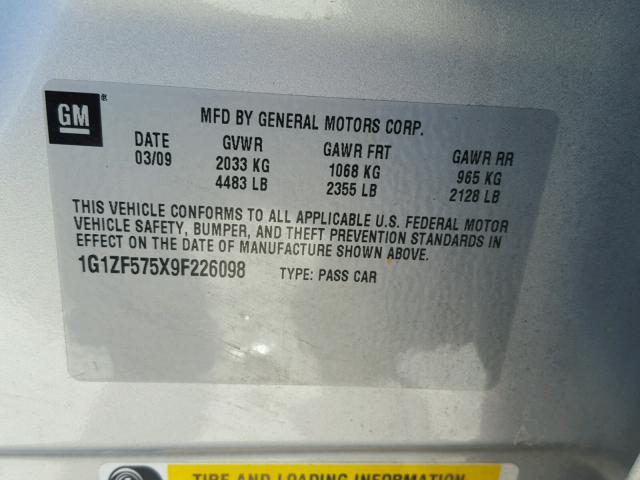 GM®
MFD BY GENERAL MOTORS CORP.
DATE GVWR GAWR FRT GAWR RR
03/09 2033 KG 1068 KG 965 KG
4483 LB 2355 LB 2128 LB
THIS VEHICLE CONFORMS TO ALL APPLICABLE U.S. FEDERAL MOTOR
VEHICLE SAFETY, BUMPER, AND THEFT PREVENTION STANDARDS IN
EFFECT ON THE DATE OF MANUFACTURE SHOWN ABOVE.
1G1ZF575X9F226098 TYPE: PASS CAR
TIRE AND LOADING INFORMATION